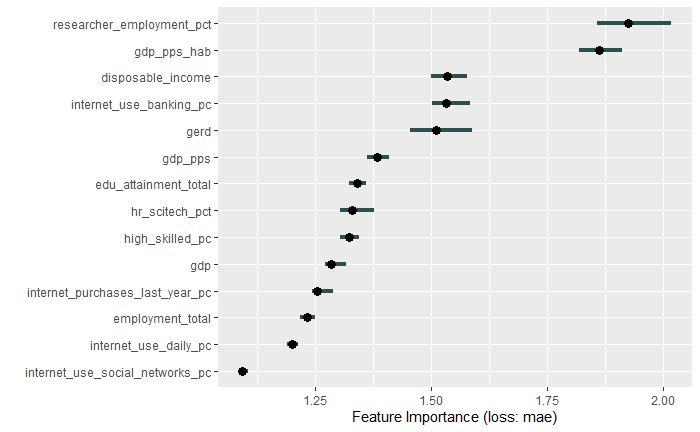 researcher_employment_pct
gdp_pps_hab
disposable_income
internet_use_banking_pc
gerd
gdp_pps
edu_attainment_total
hr_scitech_pct
high_skilled_pc
gdp
internet_purchases_last_year_pc
employment_total
internet_use_daily_pc
internet_use_social_networks_pc
1.25 1.50 1.75 2.00
Feature Importance (loss: mae)